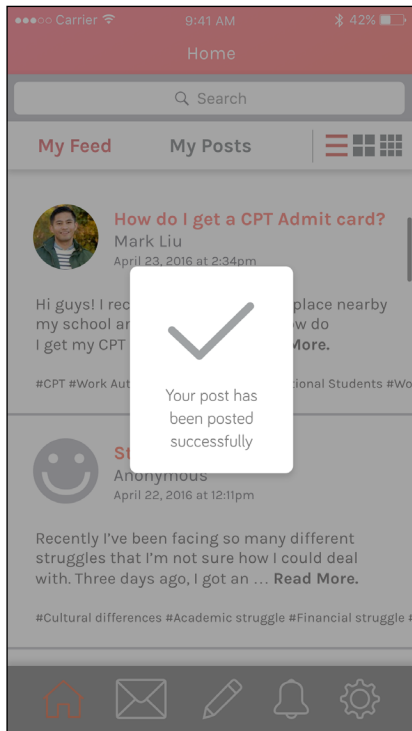 Carrier 9:41 AM 42%
Home
Search
My Feed My Posts
How do I get a CPT Admit card?
Mark Liu
April 23, 2016 at 2:34pm
Hi guys! I rec place nearby
my school ar ow do
I get my CPT More.
#CPT #Work Aut tional Students #Wo
Your post has
been posted
successfully
St
Anonymous
April 22, 2016 at 12:11pm
Recently I've been facing so many different
struggles that I'm not sure how I could deal
with. Three days ago, I got an ... Read More.
#Cultural differences #Academic struggle #Financial struggle #